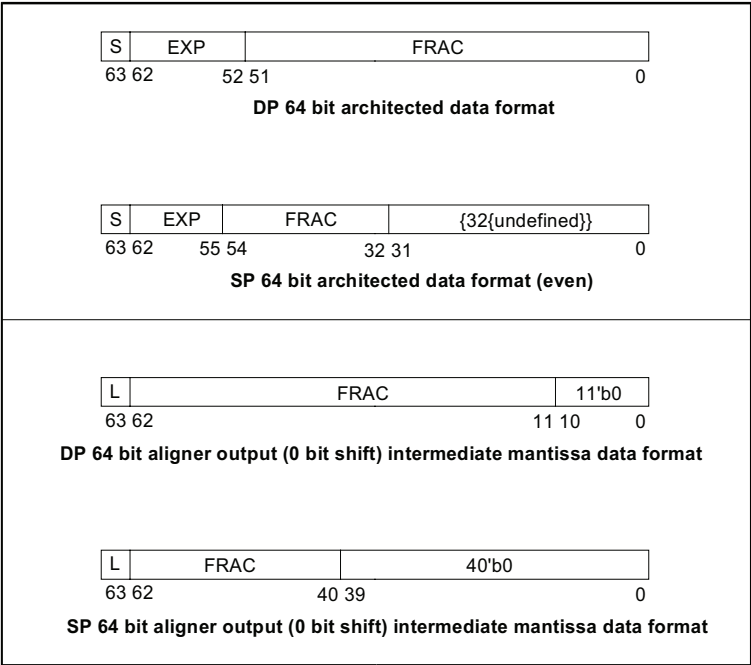 S EXP FRAC
63 62 52 51 0
DP 64 bit architected data format
S EXP FRAC {32{undefined}}
63 62 55 54 32 31 0
SP 64 bit architected data format (even)
L FRAC 11'b0
63 62 11 10 0
DP 64 bit aligner output (0 bit shift) intermediate mantissa data format
L FRAC 40'b0
63 62 40 39 0
SP 64 bit aligner output (0 bit shift) intermediate mantissa data format